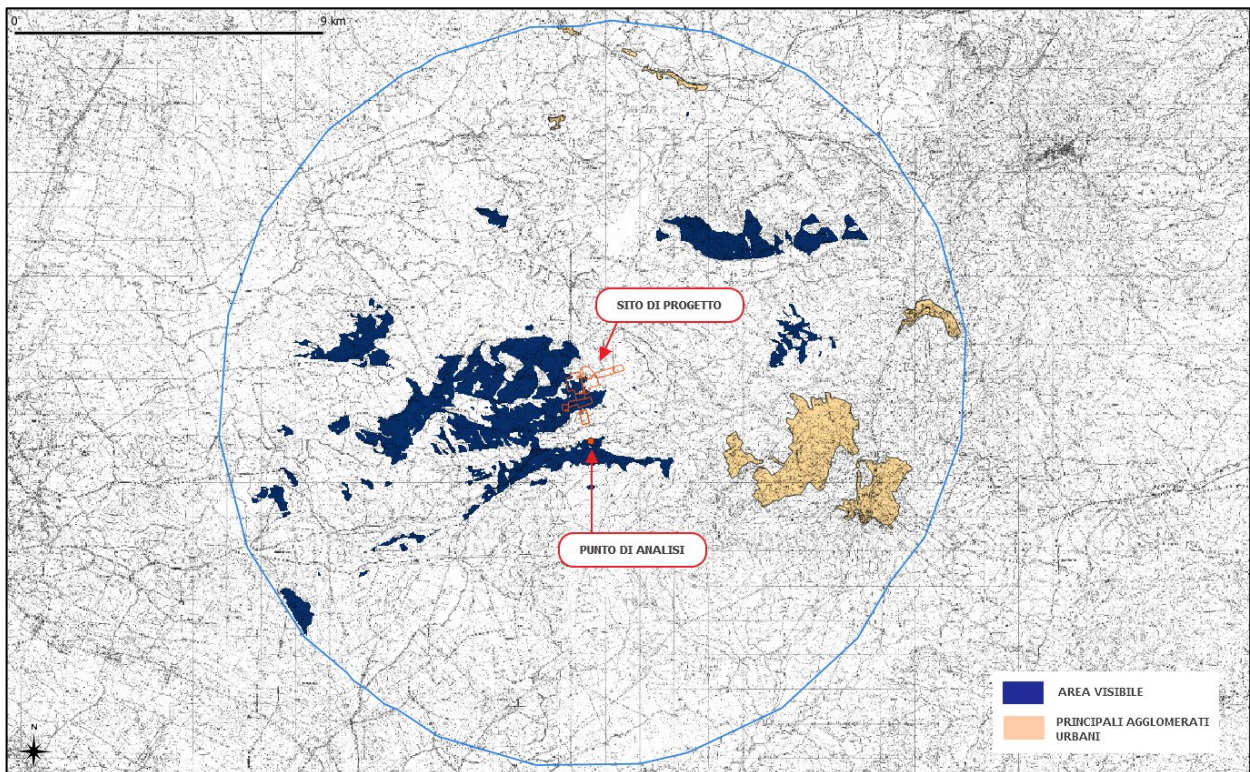 0
9 km
SITO DI PROGETTO
PUNTO DI ANALISI
AREA VISIBILE
PRINCIPALI AGGLOMERATI
URBANI
N